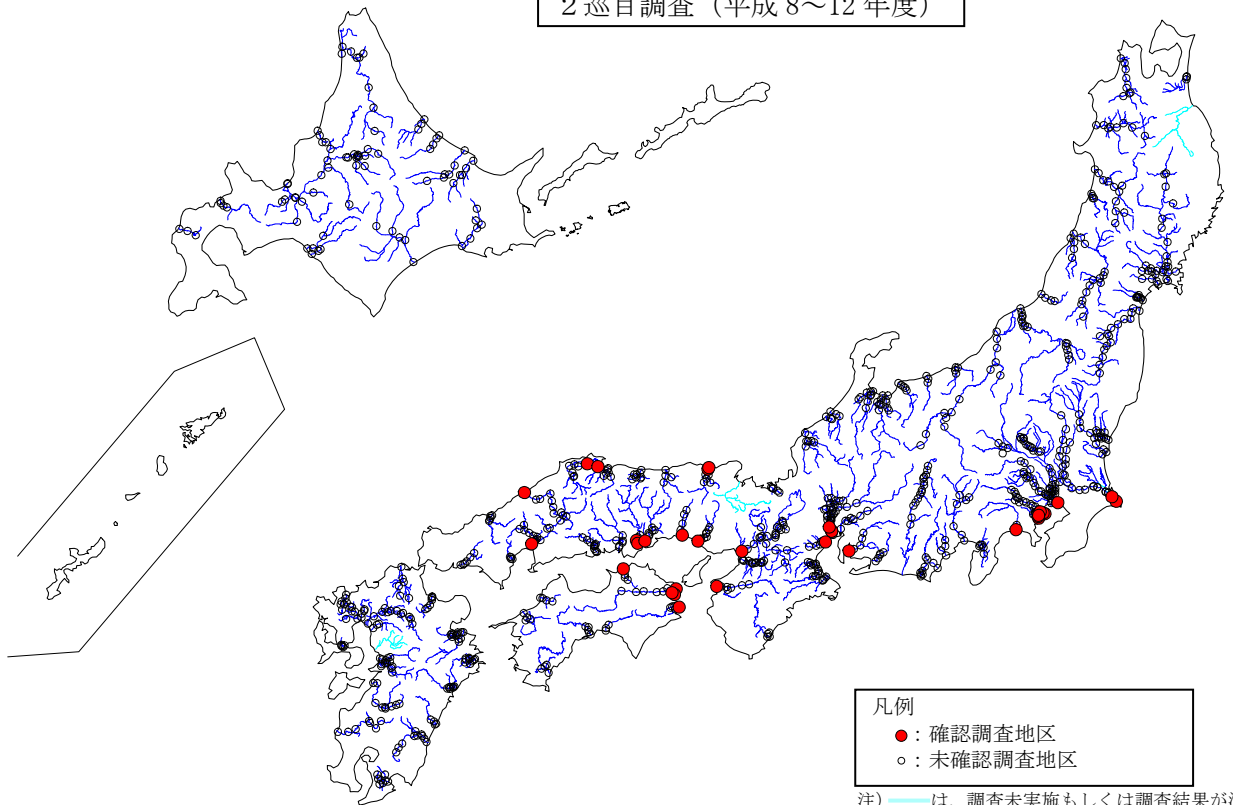 ２巡目調査（平成 8～12 年度）
凡例
：確認調査地区
：未確認調査地区
注） は、調査未実施もしくは調査結果が